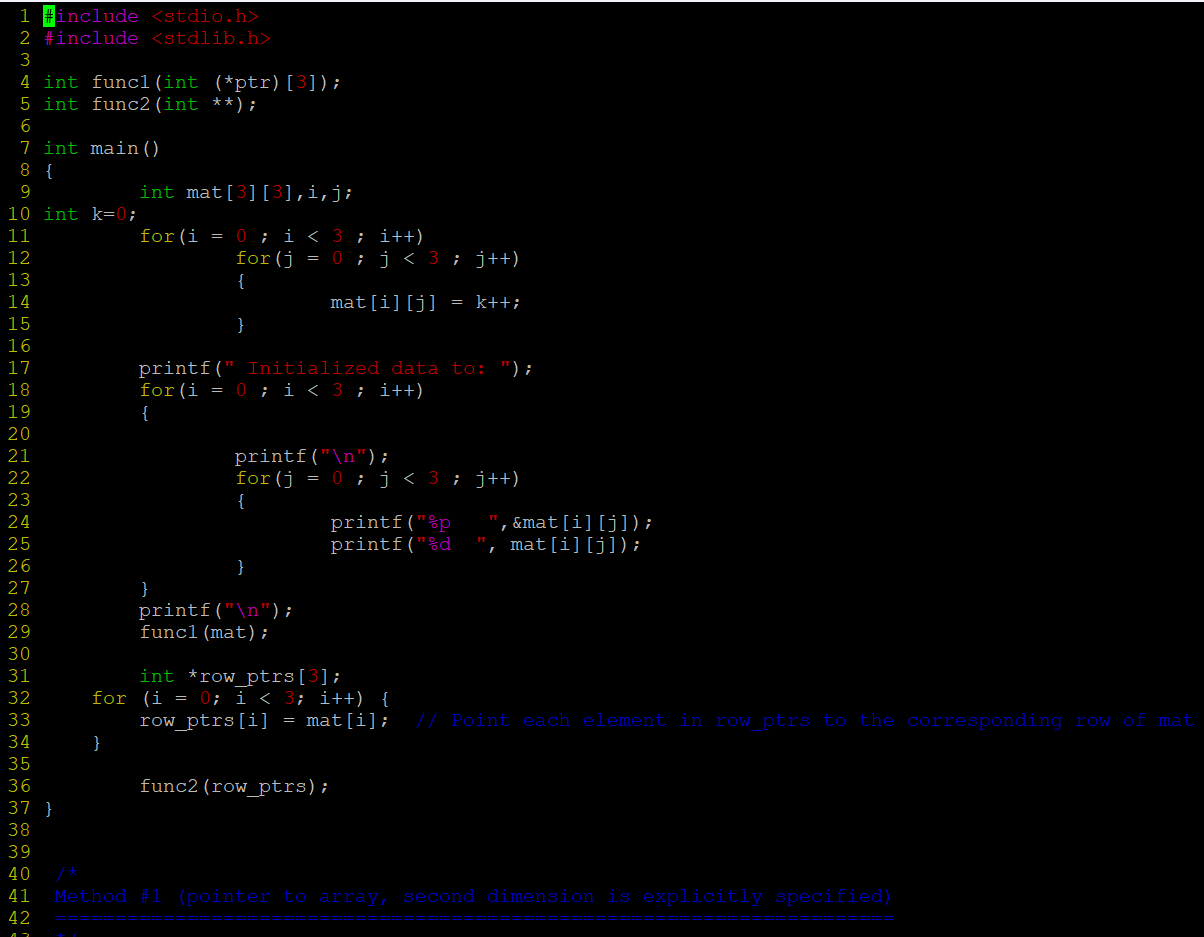 1 #include <stdio.h>
2 #include <stdlib.h>
3
4 int func1(int (*ptr)[3]);
5 int func2(int **);
6
7 int main()
8 {
9         int mat[3][3],i,j;
10 int k=0;
11         for(i = 0 ; i < 3 ; i++)
12                 for(j = 0 ; j < 3 ; j++)
13                 {
14                         mat[i][j] = k++;
15                 }
16
17         printf(" Initialized data to: ");
18         for(i = 0 ; i < 3 ; i++)
19         {
20
21                 printf("\n");
22                 for(j = 0 ; j < 3 ; j++)
23                 {
24                         printf("%p   ",&mat[i][j]);
25                         printf("%d  ", mat[i][j]);
26                 }
27         }
28         printf("\n");
29         func1(mat);
30
31         int *row_ptrs[3];
32     for (i = 0; i < 3; i++) {
33         row_ptrs[i] = mat[i];  // Point each element in row_ptrs to the corresponding row of mat
34     }
35
36         func2(row_ptrs);
37 }
38
39
40  /*
41  Method #1 (pointer to array, second dimension is explicitly specified)
42  ======================================================================